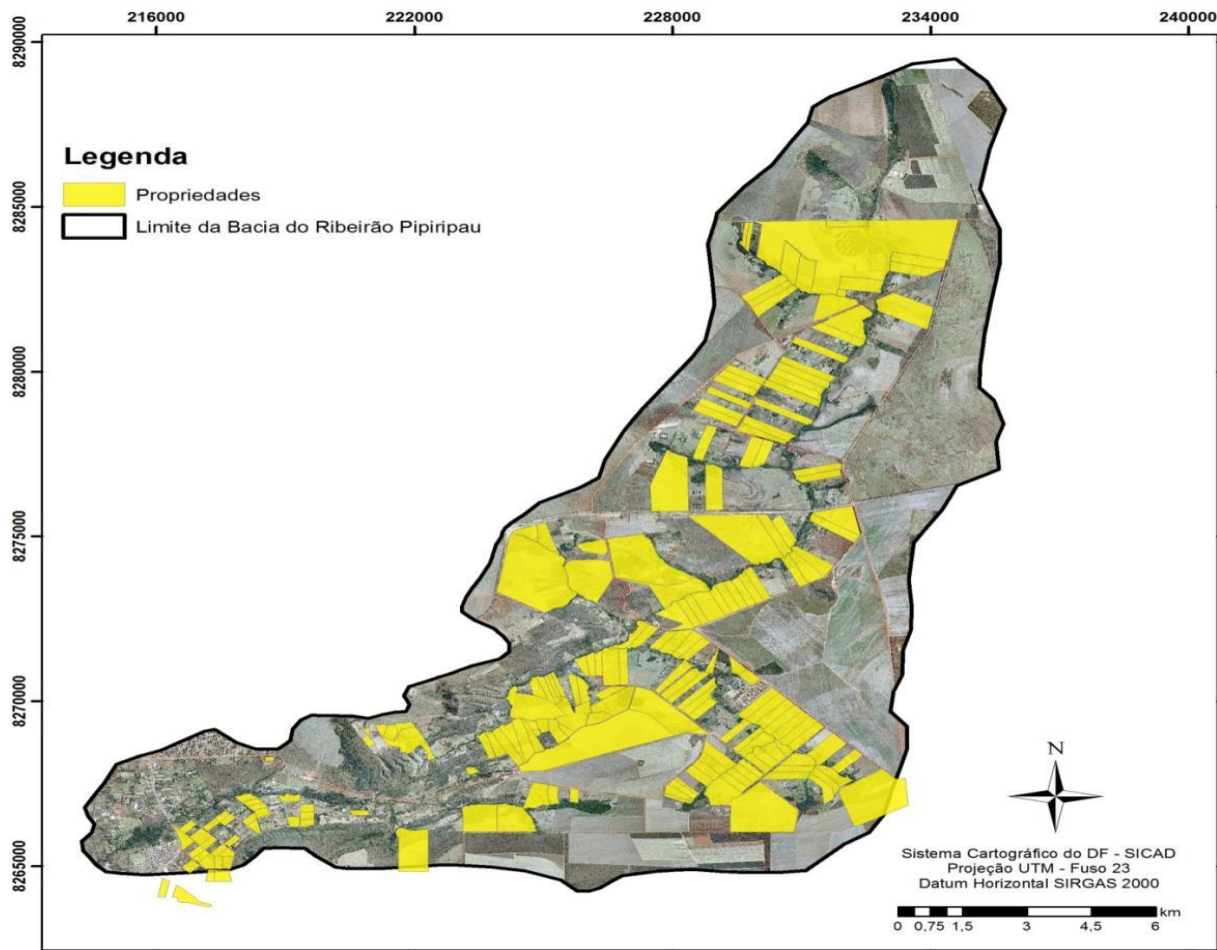 216000 222000 228000 234000 240000
8290000
8285000
8280000
8275000
8270000
8265000
Legenda
Propriedades
Limite da Bacia do Ribeirão Pipiripau
N
Sistema Cartográfico do DF - SICAD
Projeção UTM - Fuso 23
Datum Horizontal SIRGAS 2000
km
0 0,75 1,5 3 4,5 6